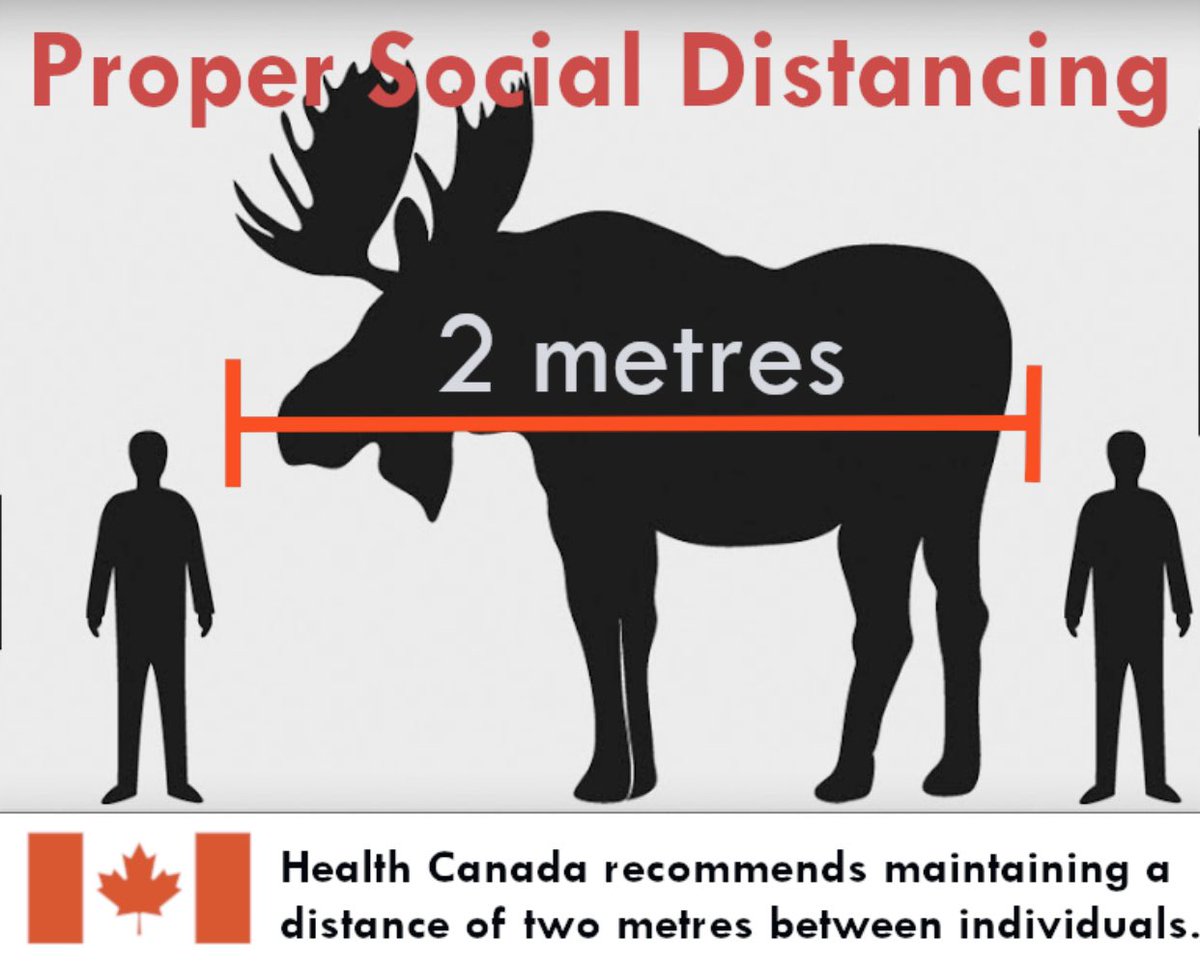 Proper Social Distancing
2 metres
Health Canada recommends maintaining a
distance of two metres between individuals.